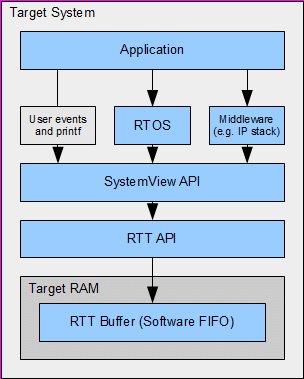 Target System
Application
User events
and printf
RTOS
Middleware
(e.g. IP stack)
SystemView API
RTT API
Target RAM
RTT Buffer (Software FIFO)